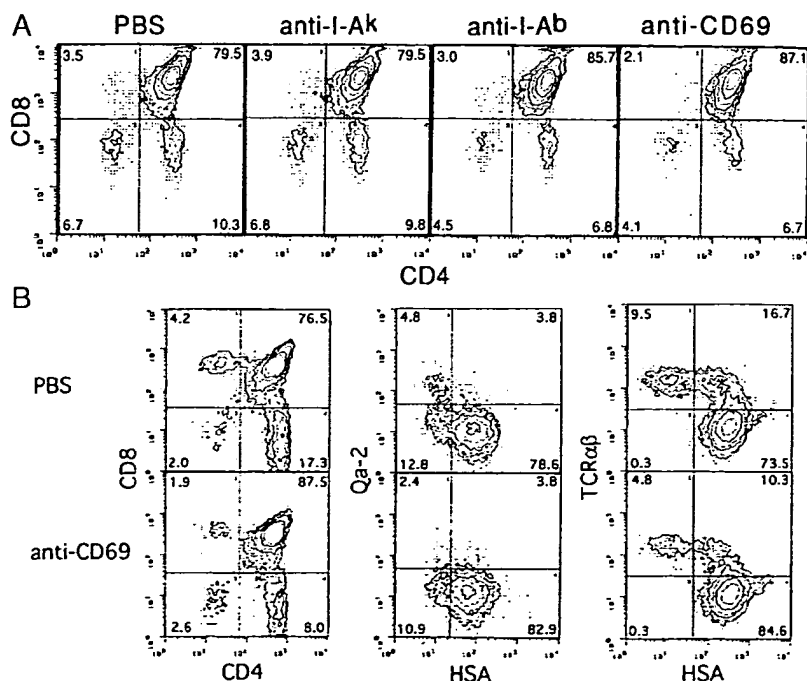 A PBS anti-I-Ak anti-I-Ab anti-CD69
3.5 79.5 3.9 79.5 3.0 85.7 2.1 87.1
CD8
6.7 10.3 6.8 9.8 4.5 6.8 4.1 6.7
CD4
B
4.2 76.5 4.8 3.8 9.5 16.7
PBS
CD8 Qa-2 TCRαβ
2.0 17.3 12.8 78.6 0.3 73.5
1.9 87.5 2.4 3.8 4.8 10.3
anti-CD69
2.6 8.0 10.9 82.9 0.3 84.6
CD4 HSA HSA